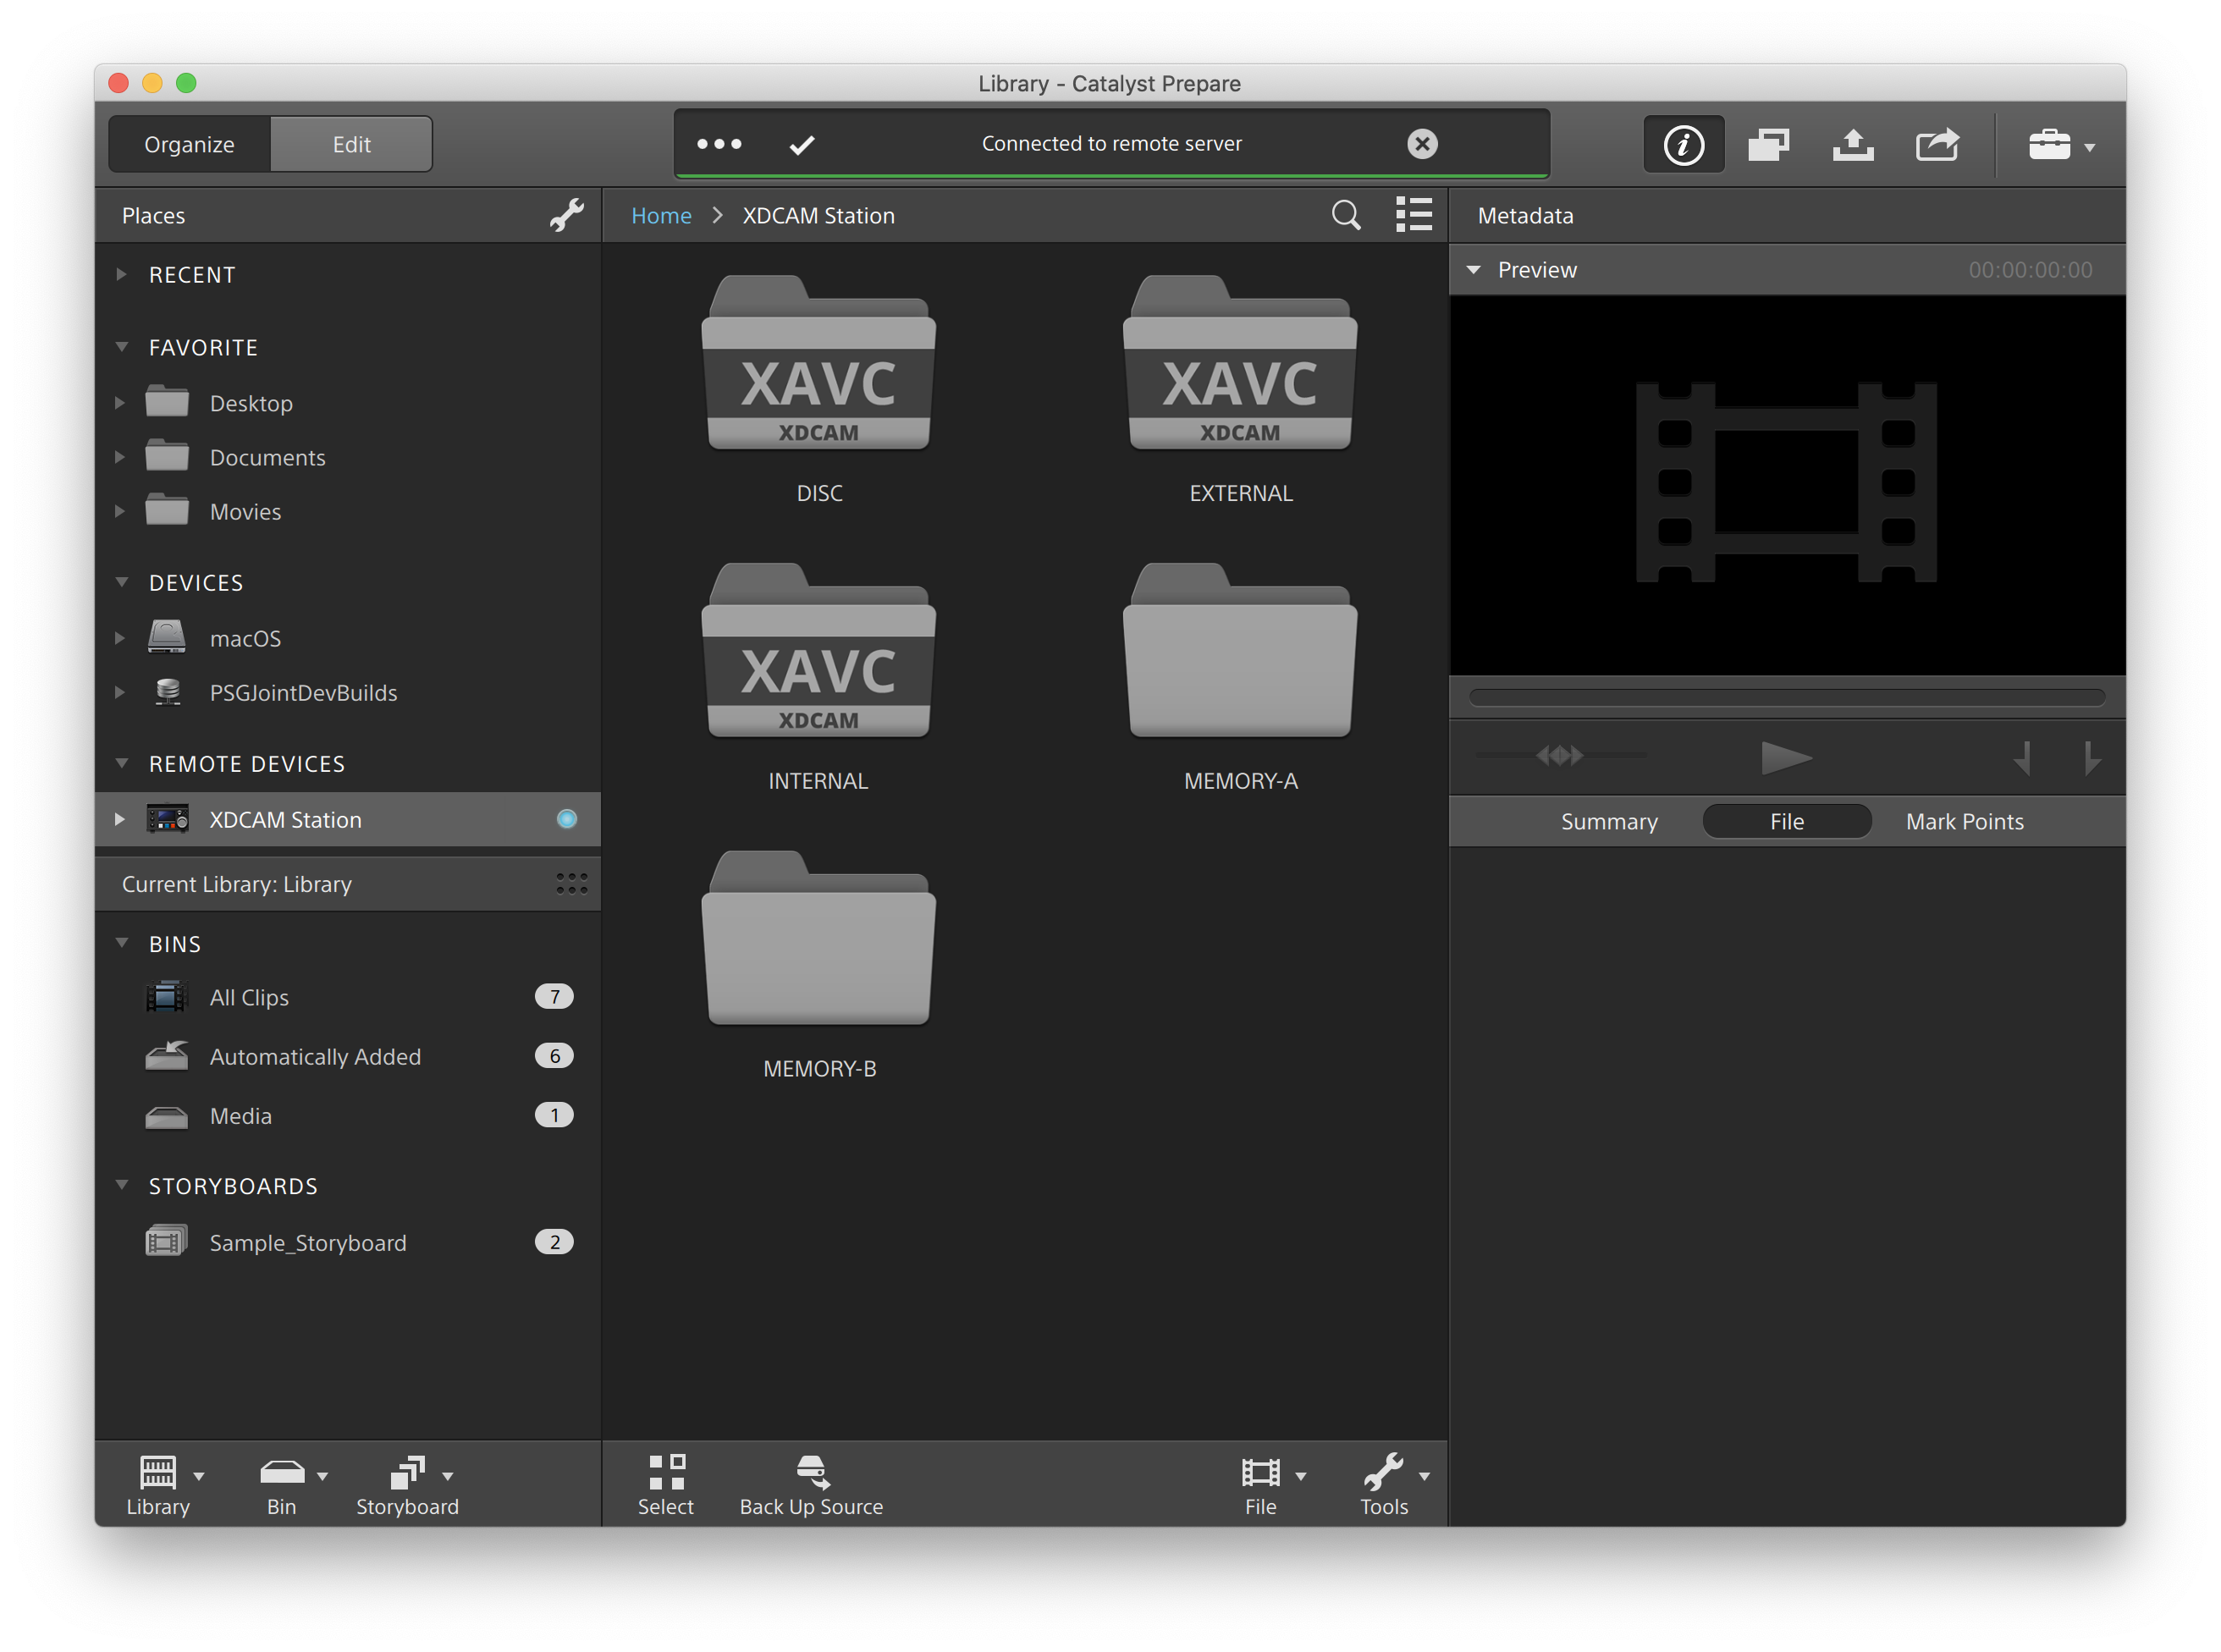 Library - Catalyst Prepare
Organize
Edit
Connected to remote server
Places
Home > XDCAM Station
Metadata
RECENT
FAVORITE
Desktop
Documents
Movies
DEVICES
macOS
PSGJointDevBuilds
REMOTE DEVICES
XDCAM Station
Current Library: Library
BINS
All Clips 7
Automatically Added 6
Media 1
STORYBOARDS
Sample_Storyboard 2
Library
Bin
Storyboard
XAVC
XDCAM
DISC
XAVC
XDCAM
EXTERNAL
XAVC
XDCAM
INTERNAL
MEMORY-A
MEMORY-B
Select
Back Up Source
File
Tools
Preview 00:00:00:00
Summary
File
Mark Points